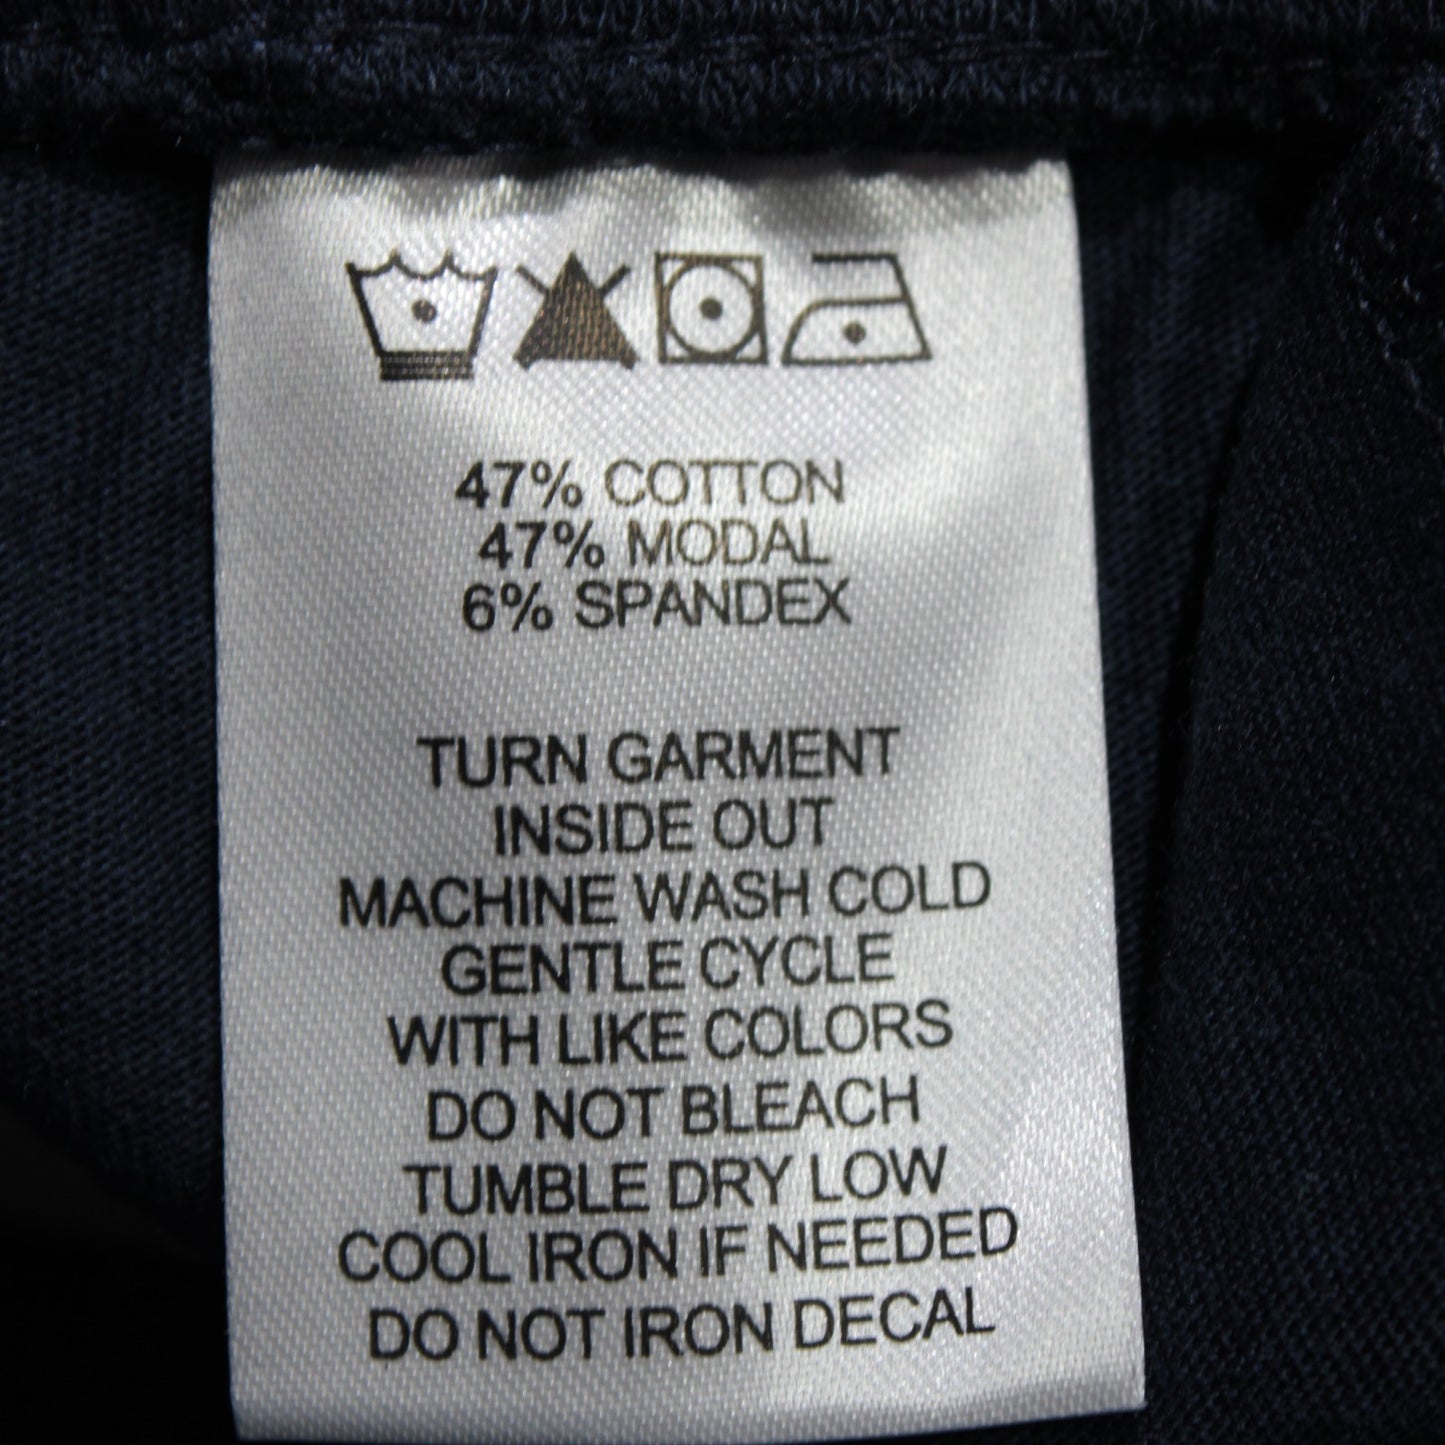 47% COTTON
47% MODAL
6% SPANDEX
TURN GARMENT
INSIDE OUT
MACHINE WASH COLD
GENTLE CYCLE
WITH LIKE COLORS
DO NOT BLEACH
TUMBLE DRY LOW
COOL IRON IF NEEDED
DO NOT IRON DECAL